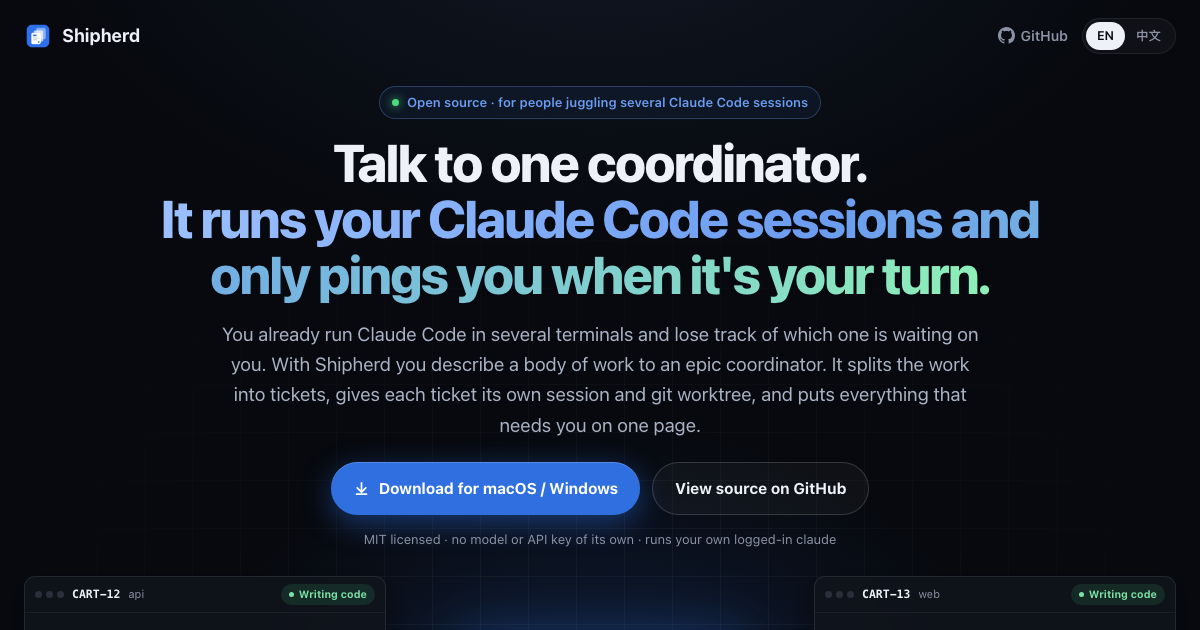 Shipherd
GitHub
EN
中文
Open source · for people juggling several Claude Code sessions
Talk to one coordinator.
It runs your Claude Code sessions and
only pings you when it's your turn.
You already run Claude Code in several terminals and lose track of which one is waiting on
you. With Shipherd you describe a body of work to an epic coordinator. It splits the work
into tickets, gives each ticket its own session and git worktree, and puts everything that
needs you on one page.
Download for macOS / Windows
View source on GitHub
MIT licensed · no model or API key of its own · runs your own logged-in claude
CART-12 api
Writing code
CART-13 web
Writing code